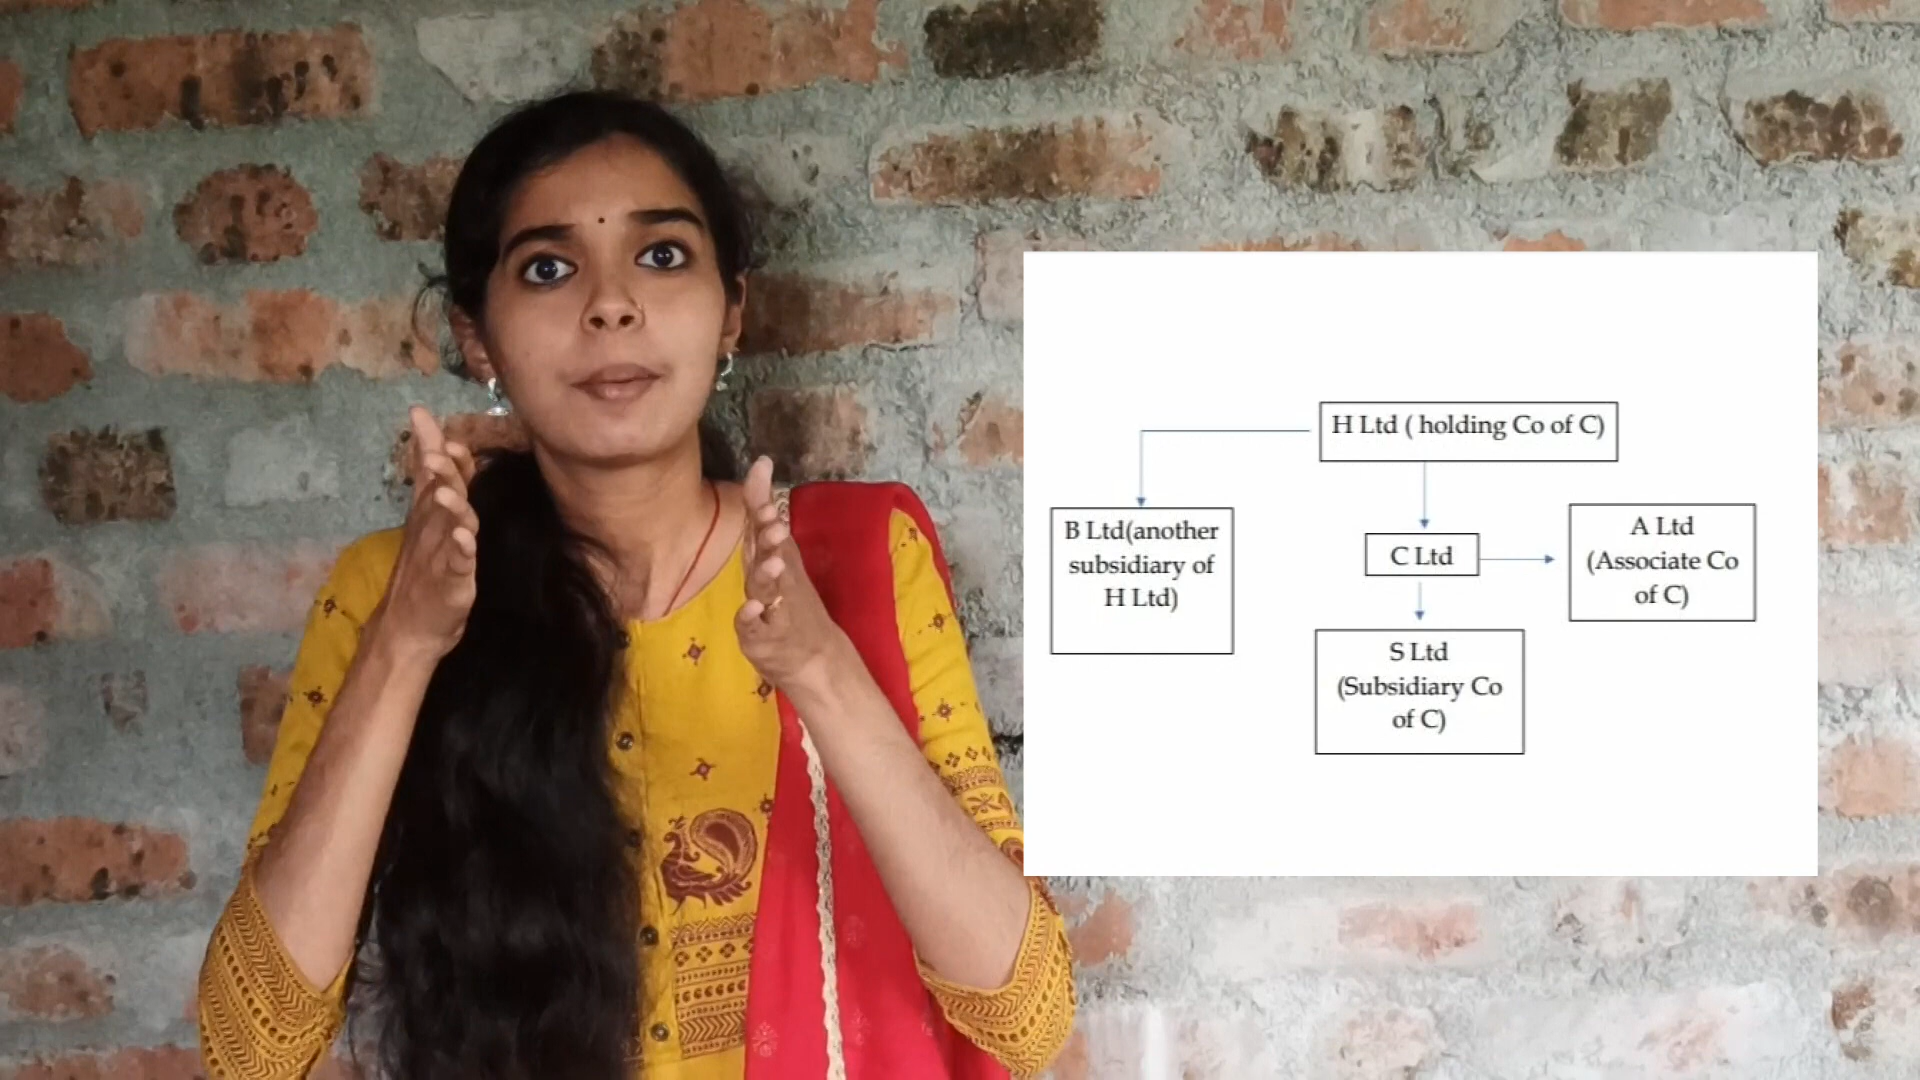 H Ltd ( holding Co of C)
B Ltd(another
subsidiary of
H Ltd)
C Ltd
A Ltd
(Associate Co
of C)
S Ltd
(Subsidiary Co
of C)